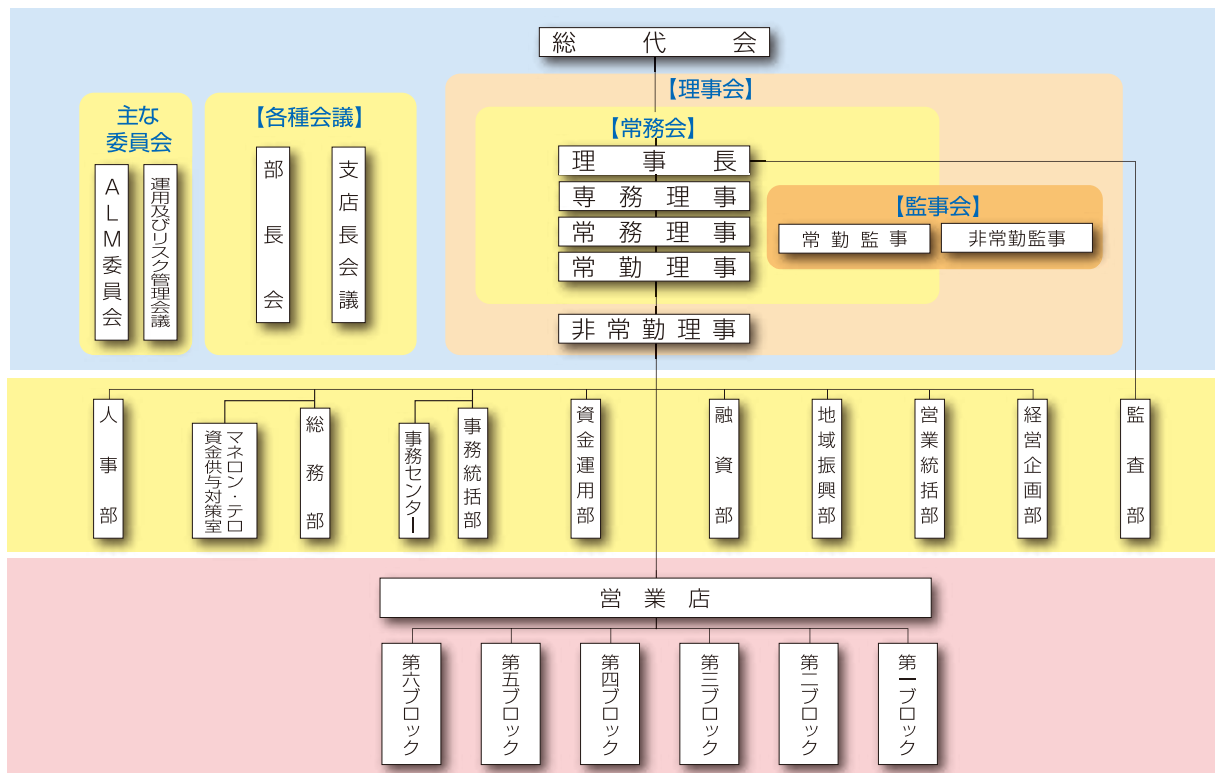 総代会
【理事会】
【常務会】
理事長
専務理事
常務理事
常勤理事
非常勤理事
【監事会】
常勤監事
非常勤監事
主な
委員会
ALM委員会
運用及びリスク管理会議
【各種会議】
部長会
支店長会議
人事部
マネロン・テロ
資金供与対策室
総務部
事務センター
事務統括部
資金運用部
融資部
地域振興部
営業統括部
経営企画部
監査部
営業店
第六ブロック
第五ブロック
第四ブロック
第三ブロック
第二ブロック
第一ブロック